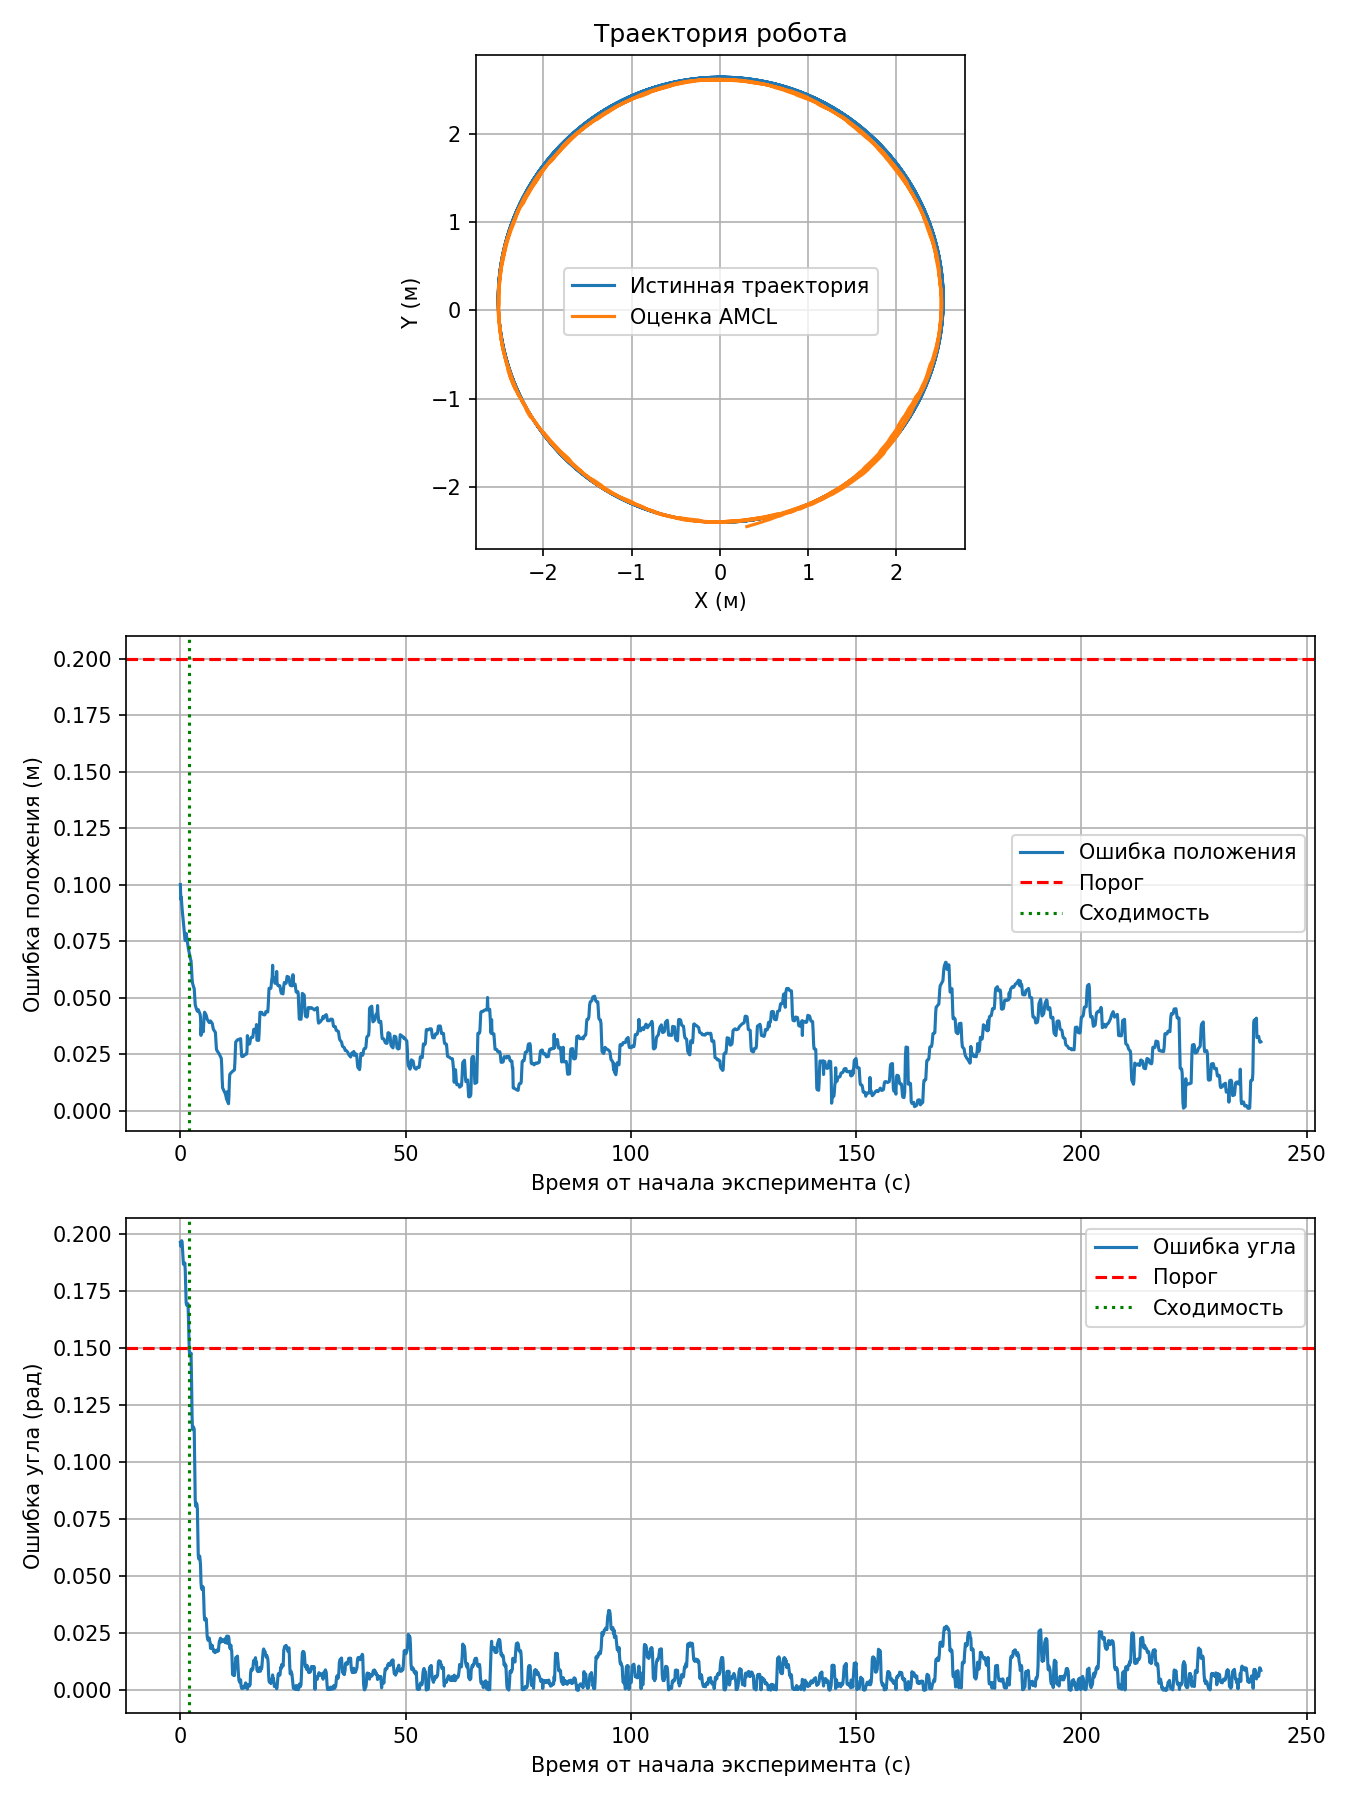 Траектория робота
2
1
0
−1
−2
Y (м)
Истинная траектория
Оценка AMCL
−2 −1 0 1 2
X (м)
0.200
0.175
0.150
0.125
0.100
0.075
0.050
0.025
0.000
Ошибка положения (м)
Ошибка положения
Порог
Сходимость
0 50 100 150 200 250
Время от начала эксперимента (с)
0.200
0.175
0.150
0.125
0.100
0.075
0.050
0.025
0.000
Ошибка угла (рад)
Ошибка угла
Порог
Сходимость
0 50 100 150 200 250
Время от начала эксперимента (с)